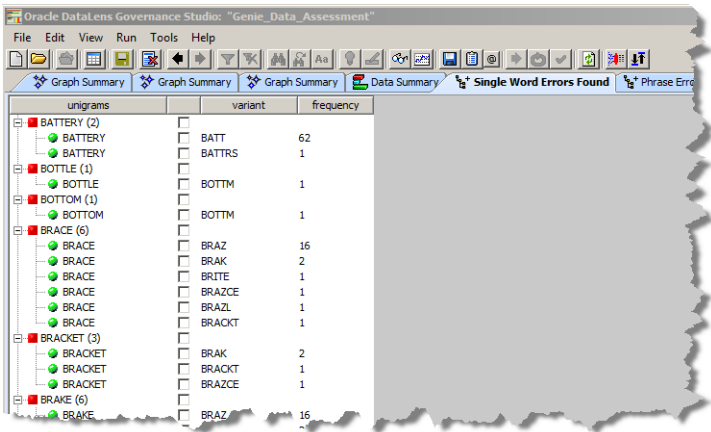 Oracle DataLens Governance Studio: "Genie_Data_Assessment"
File Edit View Run Tools Help
Graph Summary Graph Summary Graph Summary Data Summary Single Word Errors Found Phrase Erro
unigrams variant frequency
BATTERY (2)
BATTERY BATT 62
BATTERY BATTRS 1
BOTTLE (1)
BOTTLE BOTTM 1
BOTTOM (1)
BOTTOM BOTTM 1
BRACE (6)
BRACE BRAZ 16
BRACE BRAK 2
BRACE BRITE 1
BRACE BRAZCE 1
BRACE BRAZL 1
BRACE BRACKT 1
BRACKET (3)
BRACKET BRAK 2
BRACKET BRACKT 1
BRACKET BRAZCE 1
BRAKE (6)
BRAKE BRAZ 16